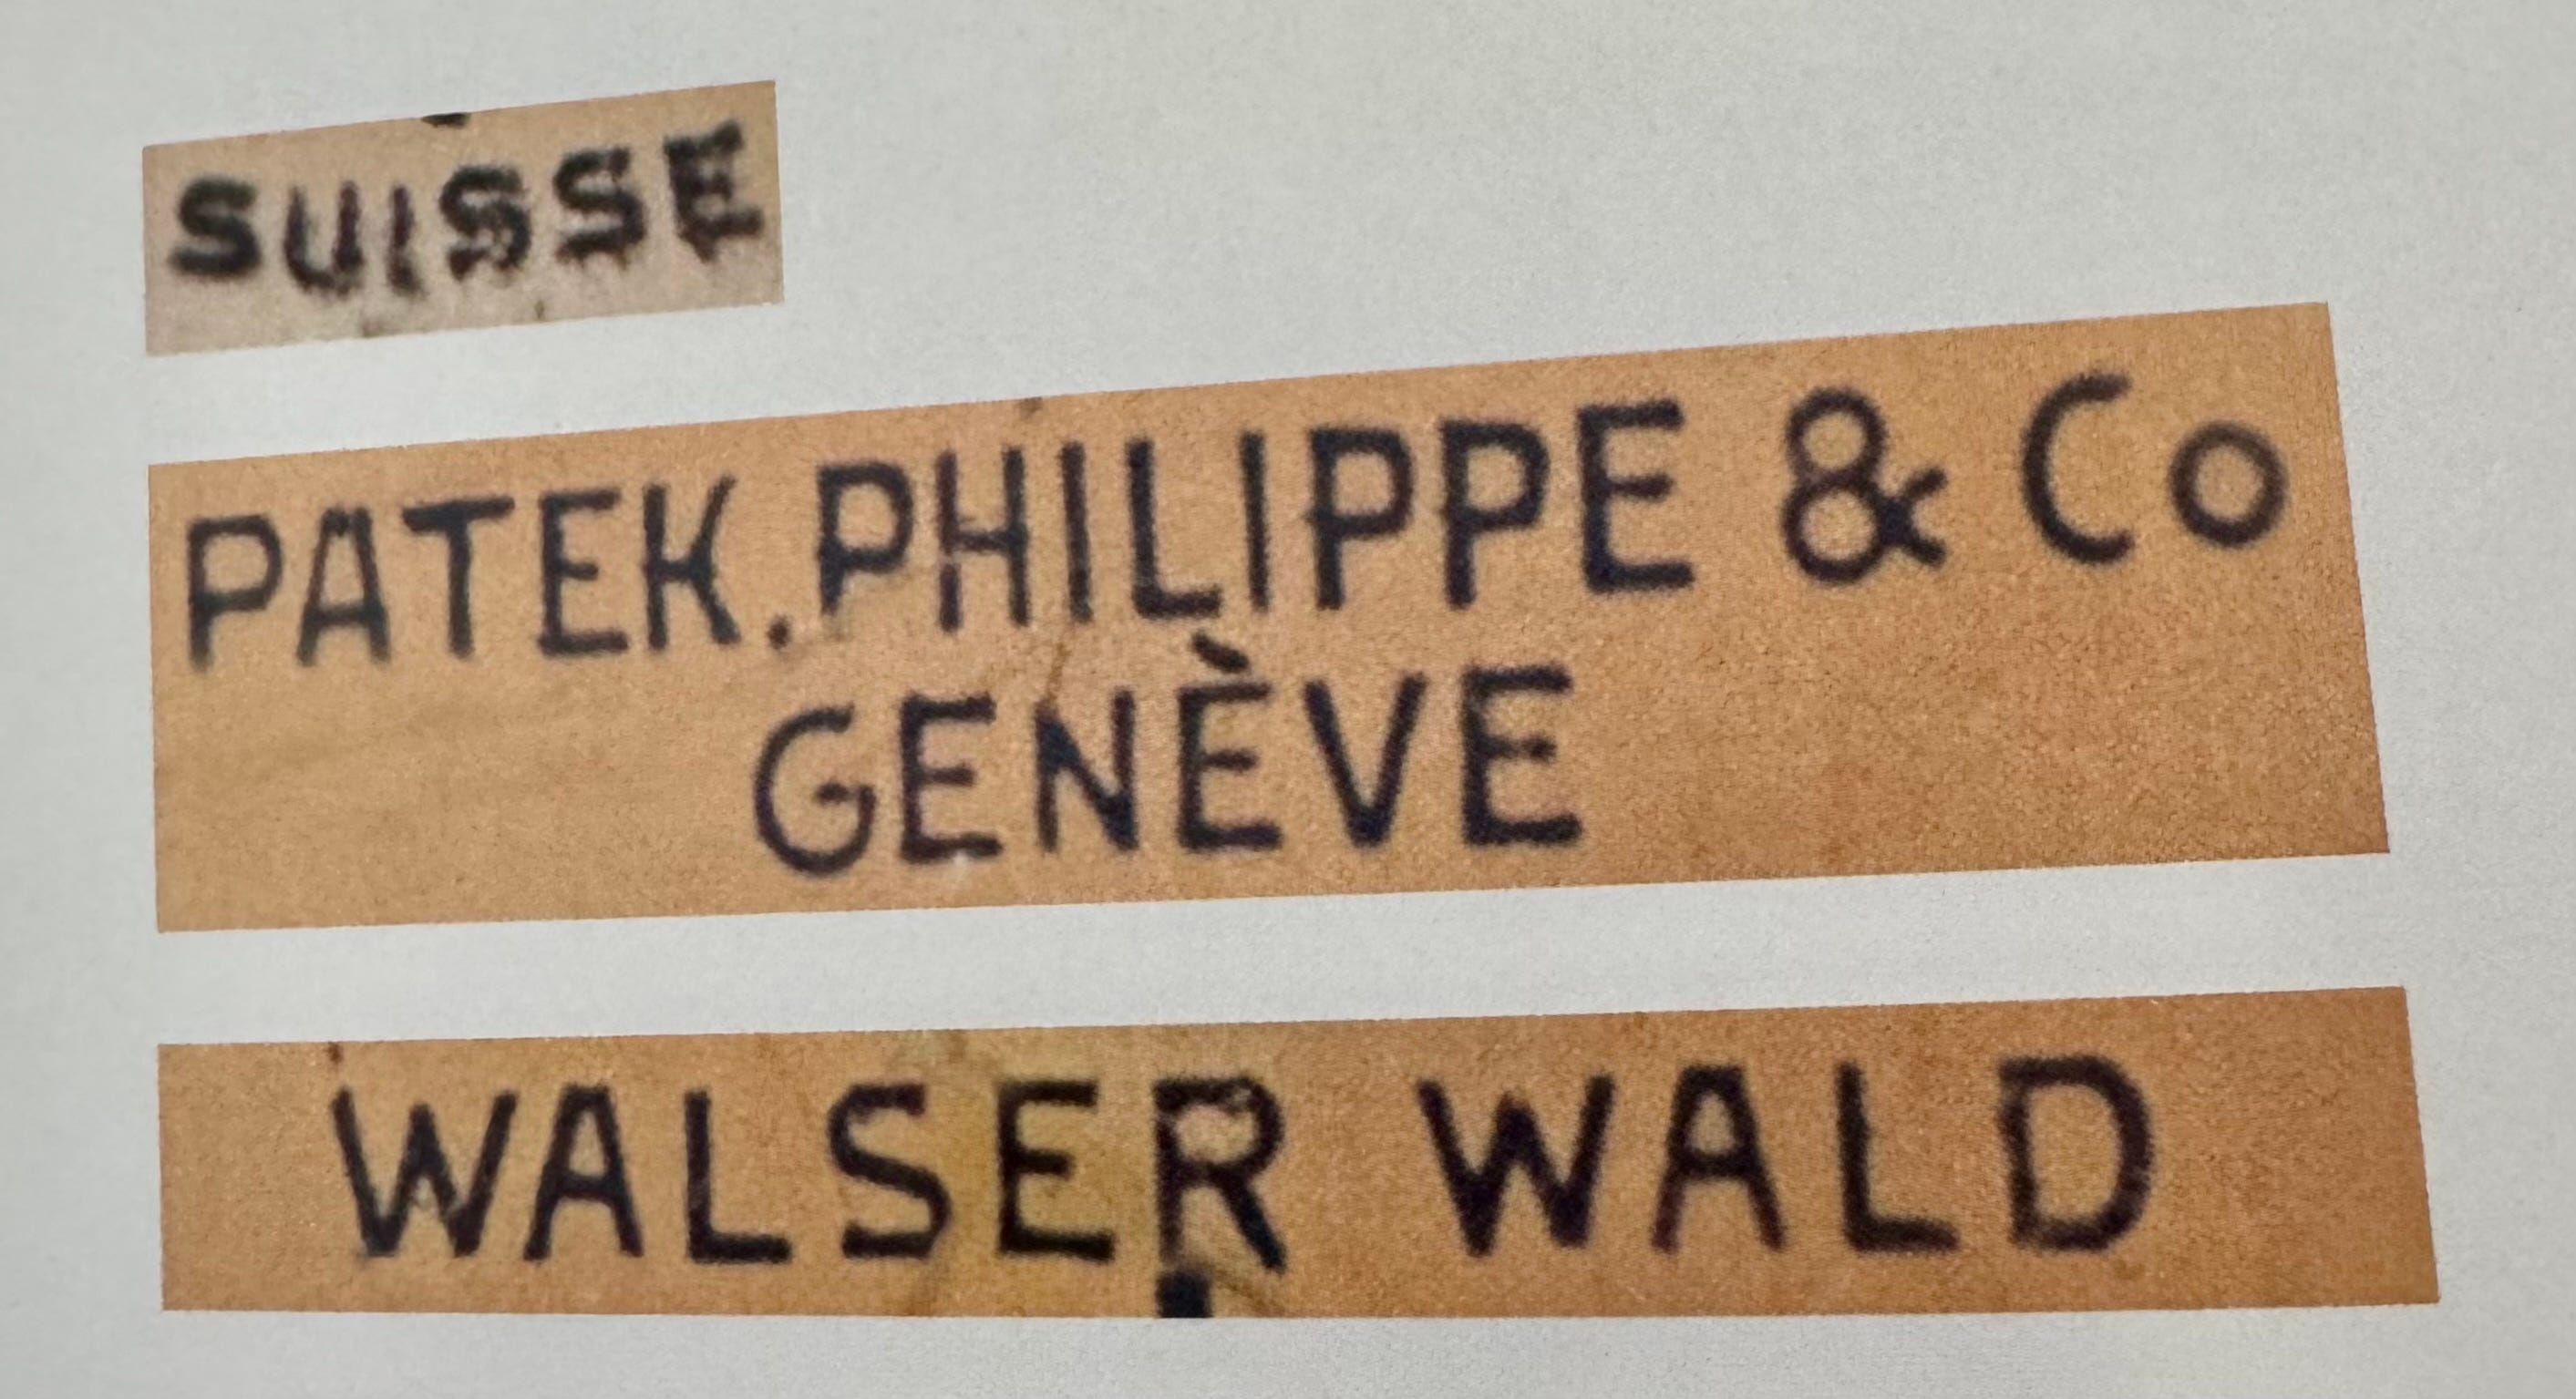 SUISSE
PATEK.PHILIPPE & Co
GENÈVE
WALSER WALD